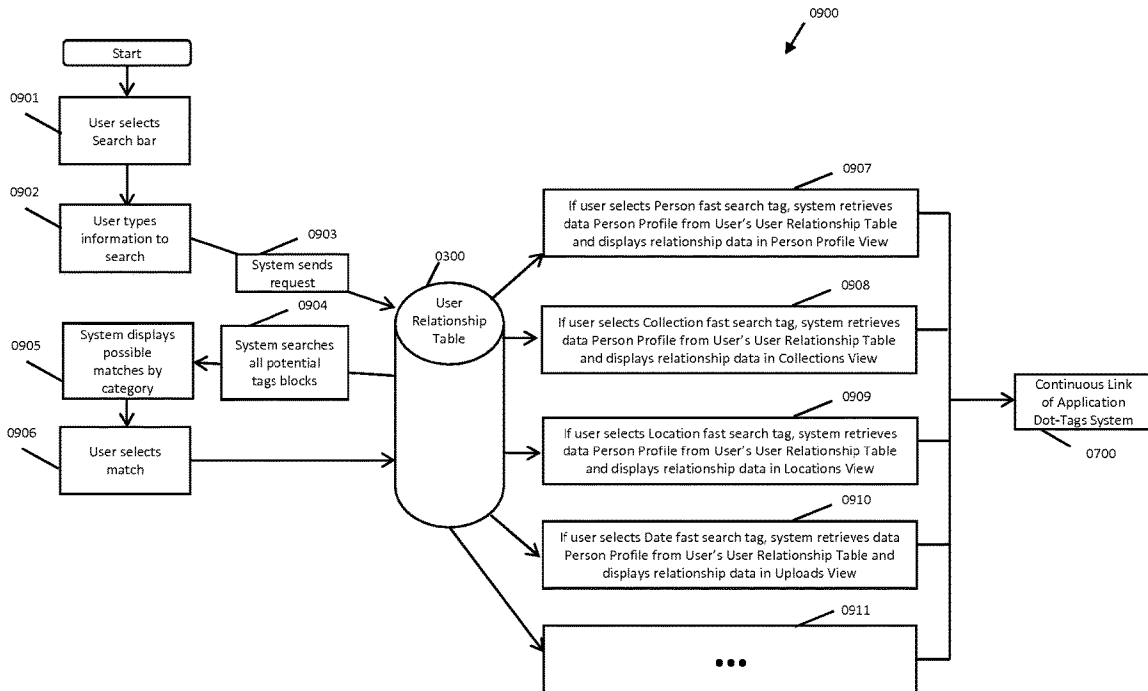 0900
Start
0901
User selects
Search bar
0902
User types
information to
search
0903
System sends
request
0300
User
Relationship
Table
0904
System searches
all potential
tags blocks
0905
System displays
possible
matches by
category
0906
User selects
match
0907
If user selects Person fast search tag, system retrieves
data Person Profile from User's User Relationship Table
and displays relationship data in Person Profile View
0908
If user selects Collection fast search tag, system retrieves
data Person Profile from User's User Relationship Table
and displays relationship data in Collections View
0909
If user selects Location fast search tag, system retrieves
data Person Profile from User's User Relationship Table
and displays relationship data in Locations View
0910
If user selects Date fast search tag, system retrieves data
Person Profile from User's User Relationship Table and
displays relationship data in Uploads View
0911
•••
Continuous Link
of Application
Dot-Tags System
0700